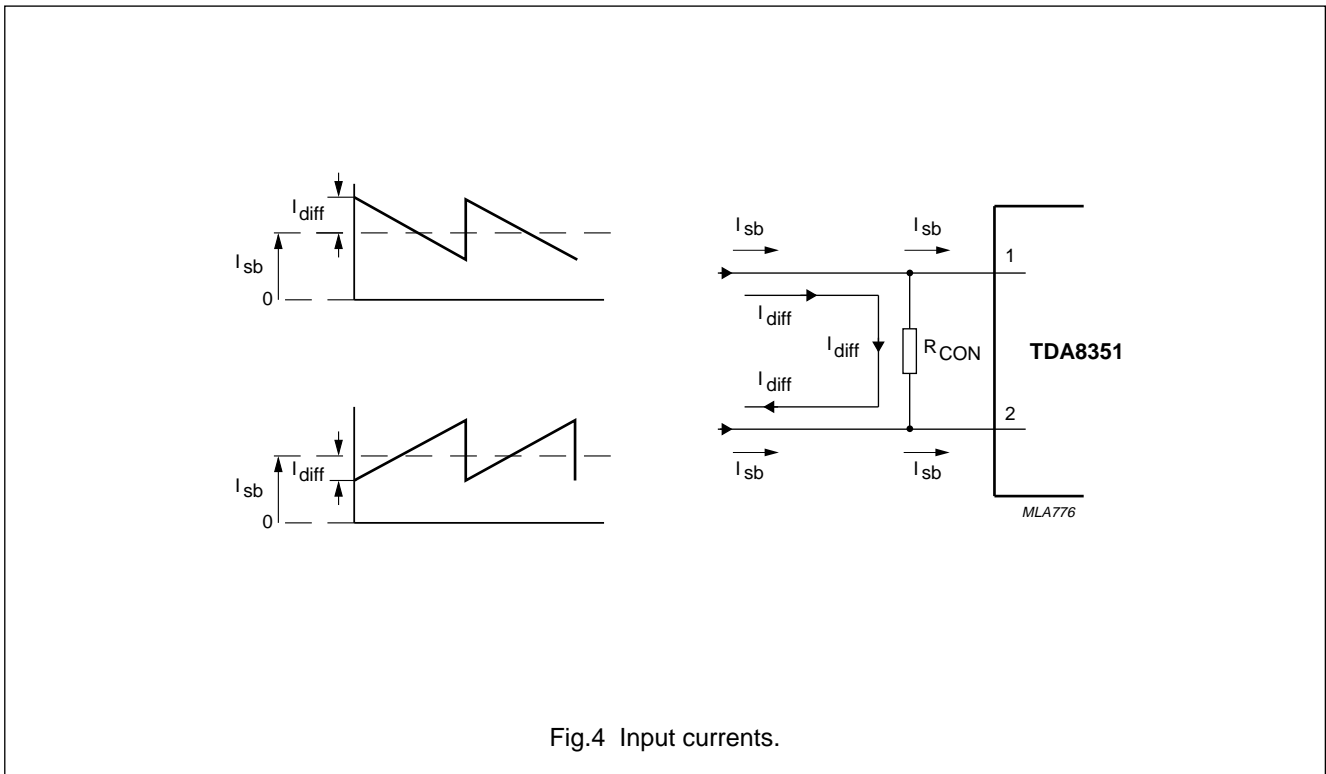 I diff
I sb
0
I diff
I sb
0
I sb
I sb
1
I diff
I diff
R CON
TDA8351
I diff
2
I sb
I sb
MLA776
Fig.4 Input currents.